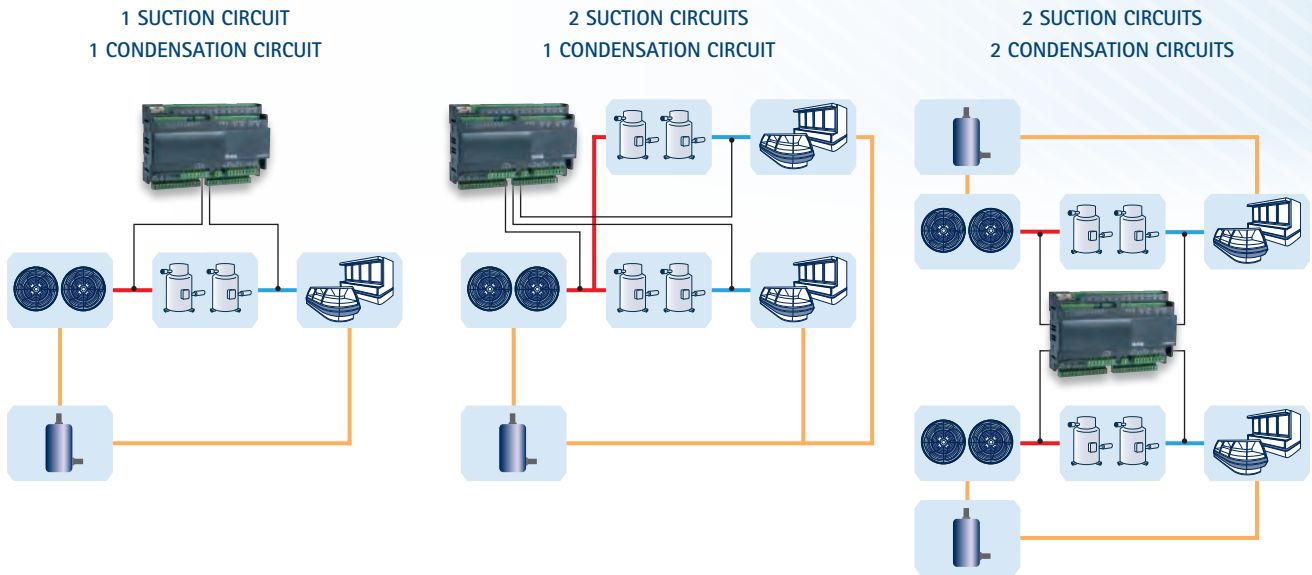 1 SUCTION CIRCUIT
1 CONDENSATION CIRCUIT
2 SUCTION CIRCUITS
1 CONDENSATION CIRCUIT
2 SUCTION CIRCUITS
2 CONDENSATION CIRCUITS